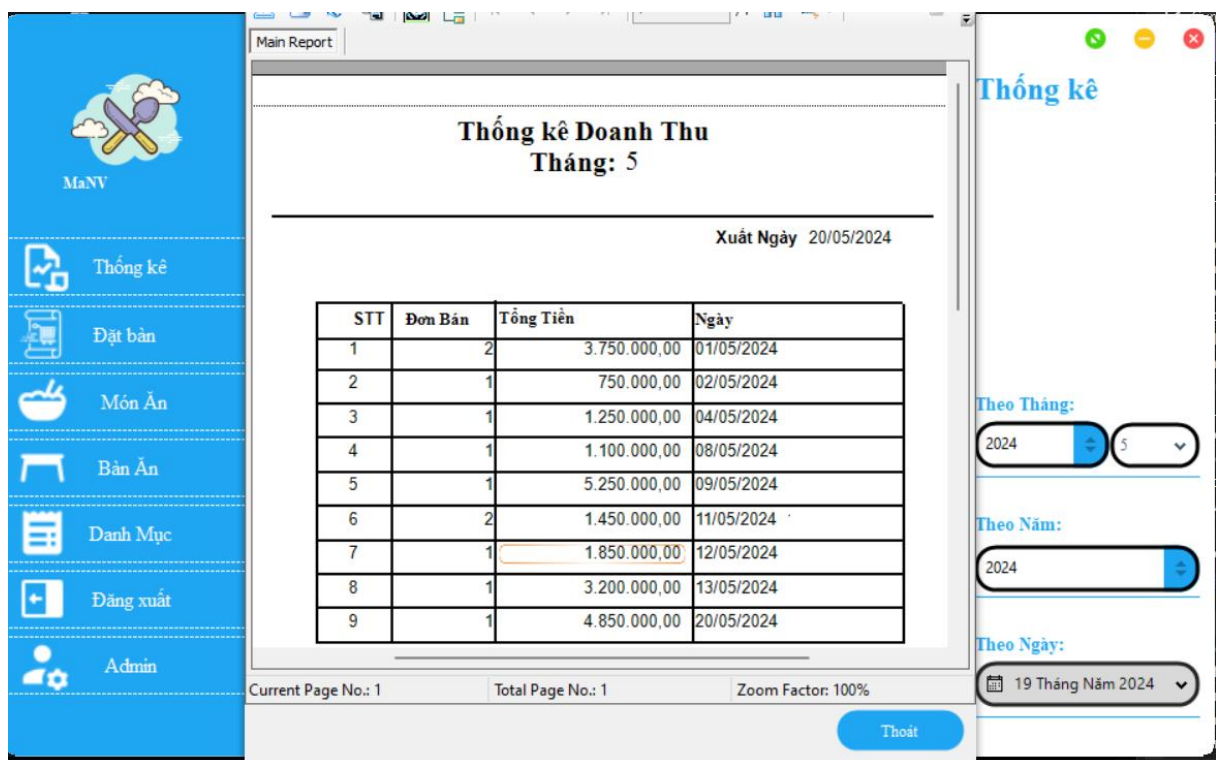 Main Report
MaNV
Thống kê
Đặt bàn
Món Ăn
Bàn Ăn
Danh Mục
Đăng xuất
Admin
Thống kê Doanh Thu
Tháng: 5
Xuất Ngày 20/05/2024
STT Đơn Bán Tổng Tiền Ngày
1 2 3.750.000,00 01/05/2024
2 1 750.000,00 02/05/2024
3 1 1.250.000,00 04/05/2024
4 1 1.100.000,00 08/05/2024
5 1 5.250.000,00 09/05/2024
6 2 1.450.000,00 11/05/2024
7 1 1.850.000,00 12/05/2024
8 1 3.200.000,00 13/05/2024
9 1 4.850.000,00 20/05/2024
Current Page No.: 1 Total Page No.: 1 Zoom Factor: 100%
Thoát
Thống kê
Theo Tháng:
2024 5
Theo Năm:
2024
Theo Ngày:
19 Tháng Năm 2024